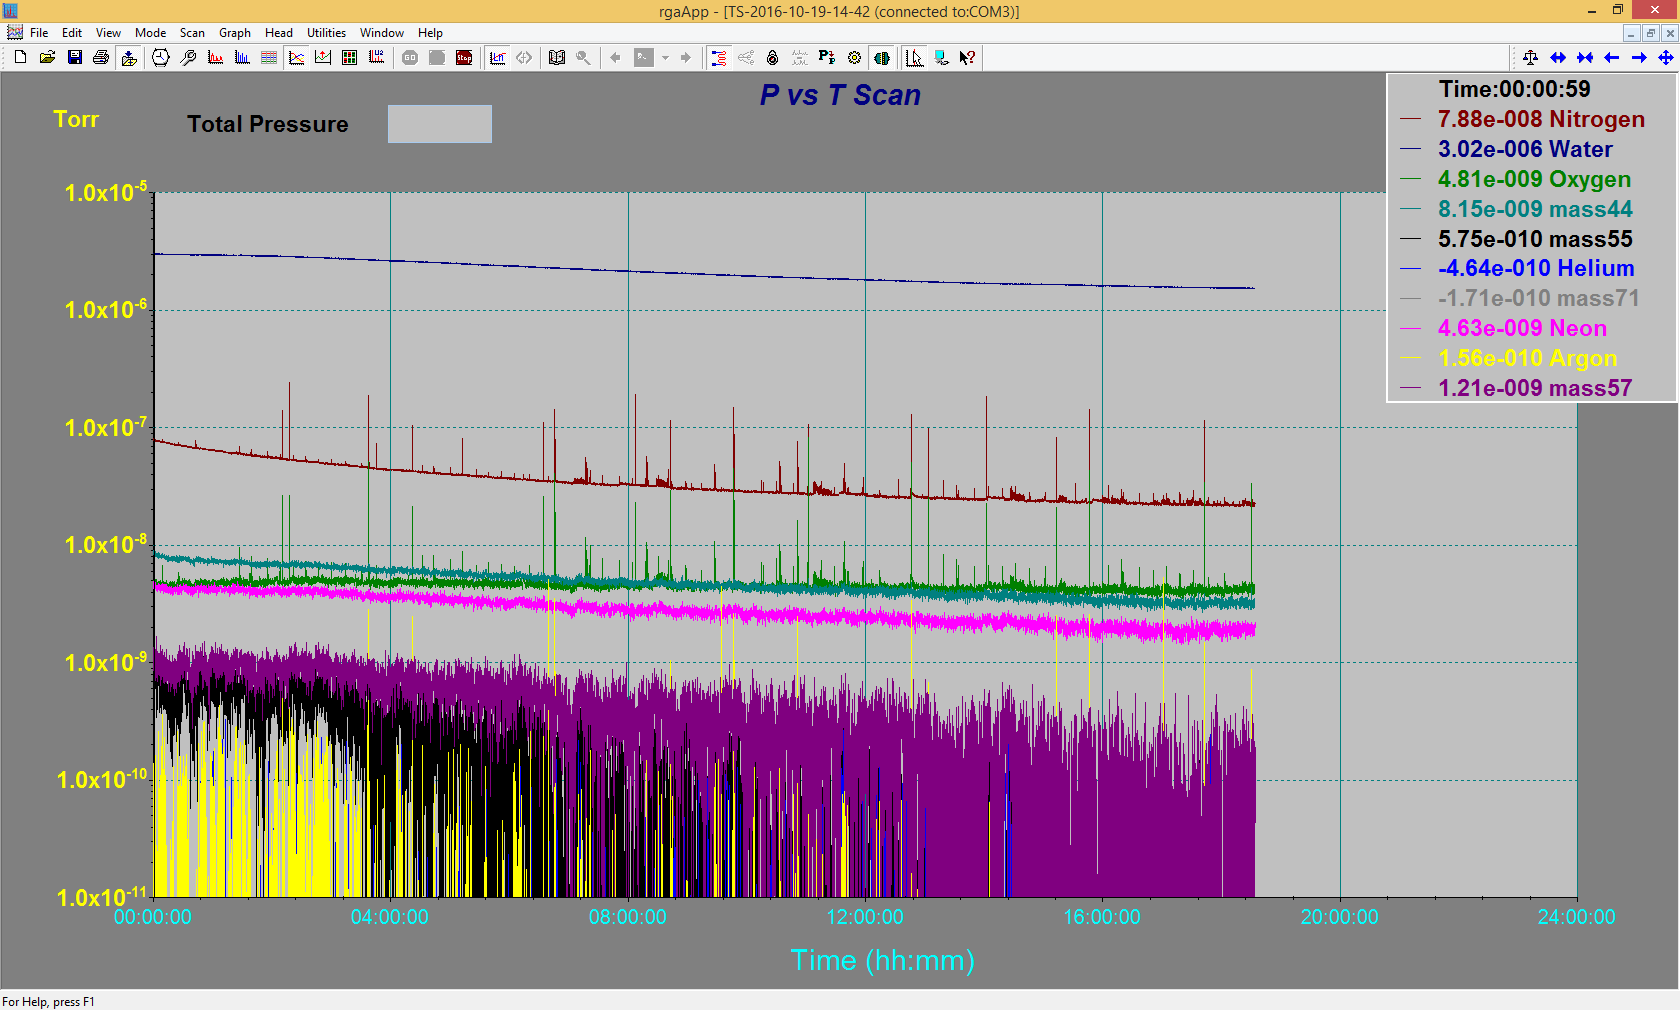 rgaApp - [TS-2016-10-19-14-42 (connected to:COM3)]
File Edit View Mode Scan Graph Head Utilities Window Help
GO Stop
P vs T Scan
Torr
Total Pressure
Time:00:00:59
7.88e-008 Nitrogen
3.02e-006 Water
4.81e-009 Oxygen
8.15e-009 mass44
5.75e-010 mass55
-4.64e-010 Helium
-1.71e-010 mass71
4.63e-009 Neon
1.56e-010 Argon
1.21e-009 mass57
1.0x10-5
1.0x10-6
1.0x10-7
1.0x10-8
1.0x10-9
1.0x10-10
1.0x10-11
00:00:00 04:00:00 08:00:00 12:00:00 16:00:00 20:00:00 24:00:00
Time (hh:mm)
For Help, press F1